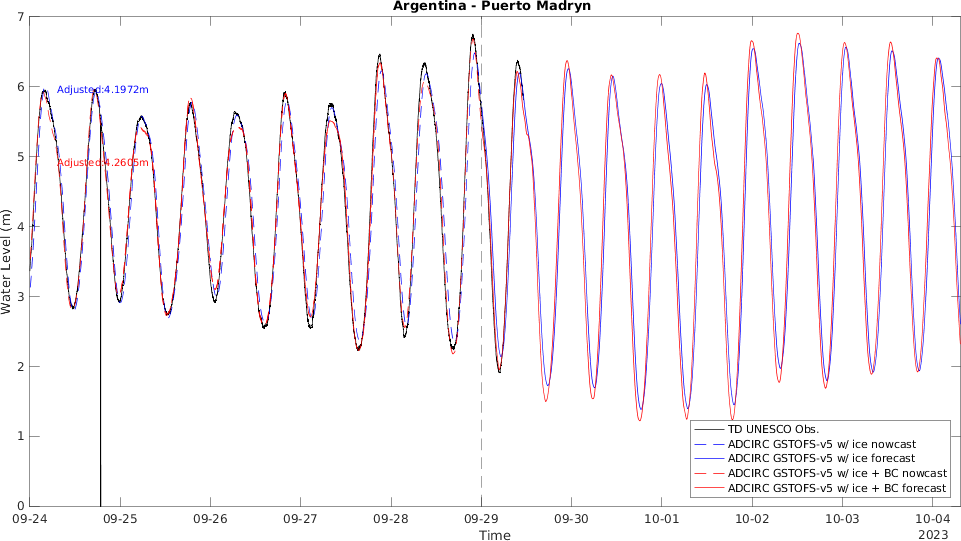 Argentina - Puerto Madryn
7
6
5
4
3
2
1
0
Water Level (m)
Adjusted:4.1972m
Adjusted:4.2605m
TD UNESCO Obs.
ADCIRC GSTOFS-v5 w/ ice nowcast
ADCIRC GSTOFS-v5 w/ ice forecast
ADCIRC GSTOFS-v5 w/ ice + BC nowcast
ADCIRC GSTOFS-v5 w/ ice + BC forecast
09-24 09-25 09-26 09-27 09-28 09-29 09-30 10-01 10-02 10-03 10-04
Time
2023